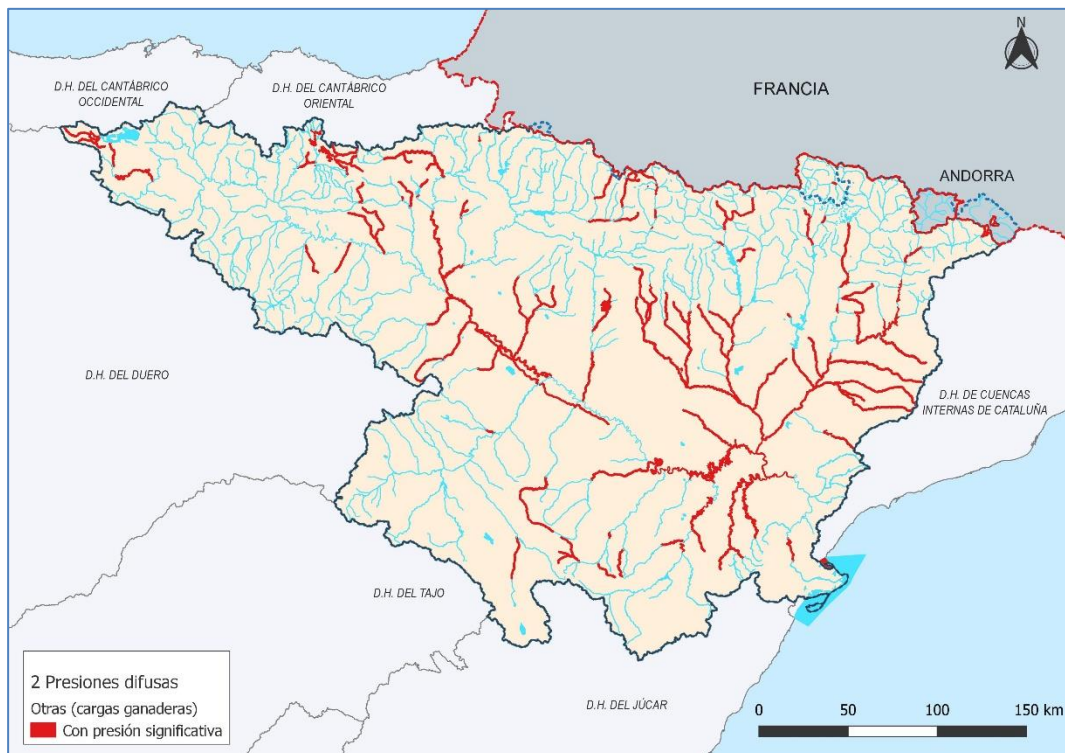 N
D.H. DEL CANTÁBRICO
OCCIDENTAL
D.H. DEL CANTÁBRICO
ORIENTAL
FRANCIA
ANDORRA
D.H. DEL DUERO
D.H. DE CUENCAS
INTERNAS DE CATALUÑA
D.H. DEL TAJO
D.H. DEL JÚCAR
2 Presiones difusas
Otras (cargas ganaderas)
Con presión significativa
0 50 100 150 km